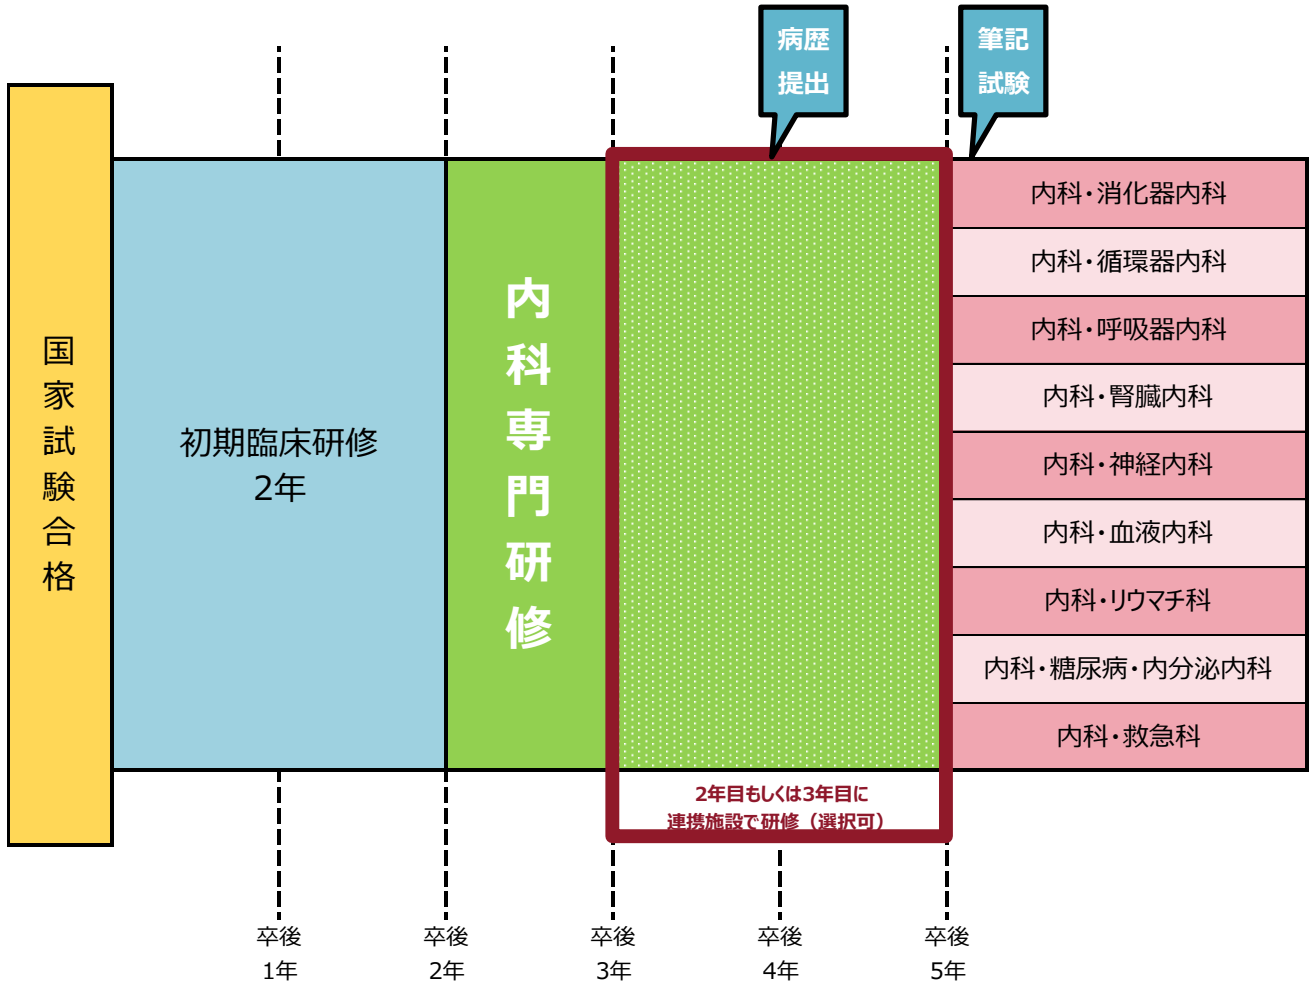 病歴
提出
筆記
試験
国家試験合格
初期臨床研修
2年
内科専門研修
内科・消化器内科
内科・循環器内科
内科・呼吸器内科
内科・腎臓内科
内科・神経内科
内科・血液内科
内科・リウマチ科
内科・糖尿病・内分泌内科
内科・救急科
2年目もしくは3年目に
連携施設で研修（選択可）
卒後
1年
卒後
2年
卒後
3年
卒後
4年
卒後
5年